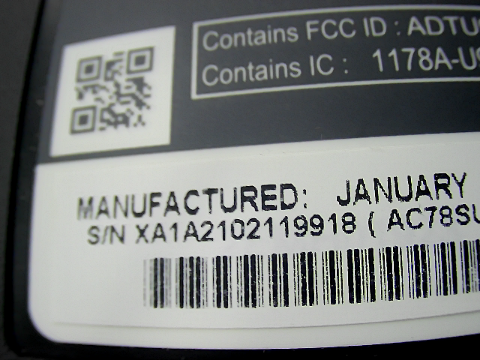 Contains FCC ID : ADTU
Contains IC : 1178A-U
MANUFACTURED: JANUARY
S/N XA1A2102119918 ( AC78SU